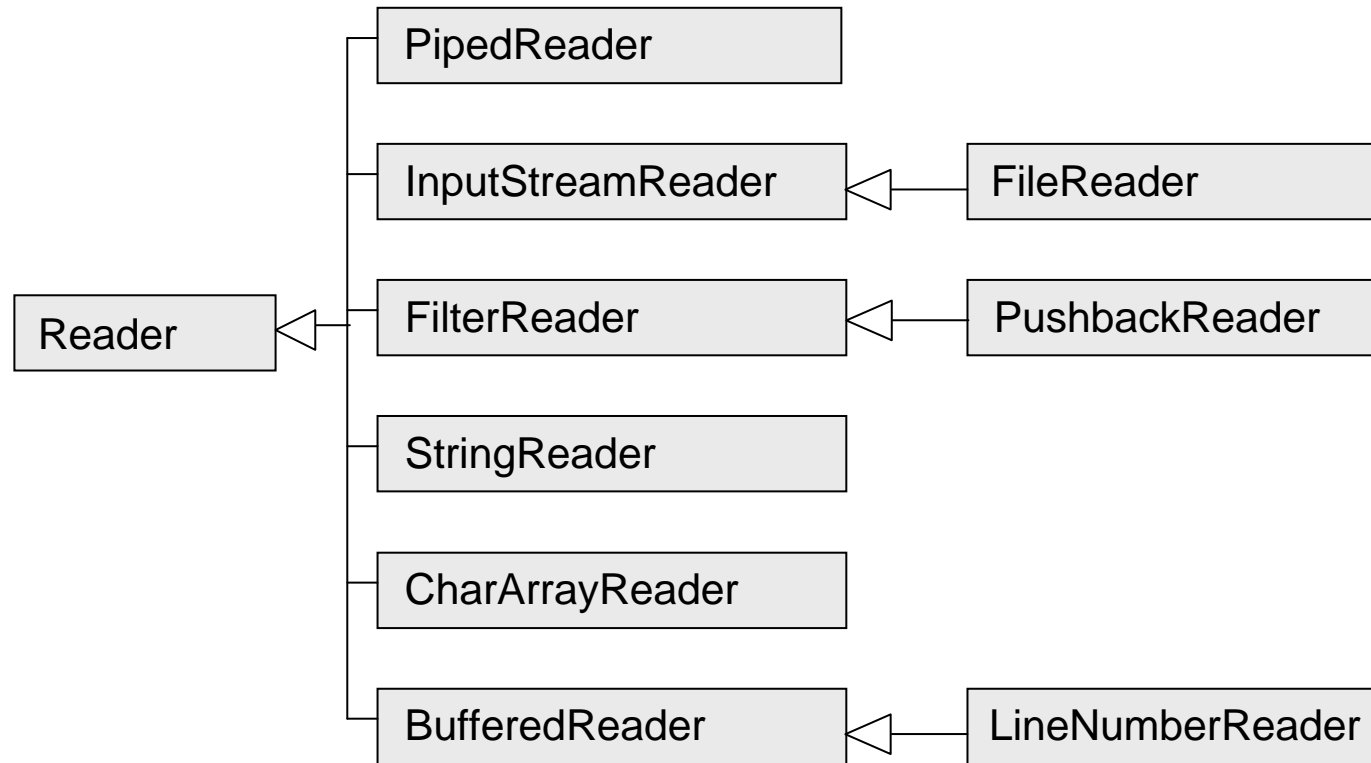 PipedReader
InputStreamReader
FileReader
FilterReader
PushbackReader
Reader
StringReader
CharArrayReader
BufferedReader
LineNumberReader